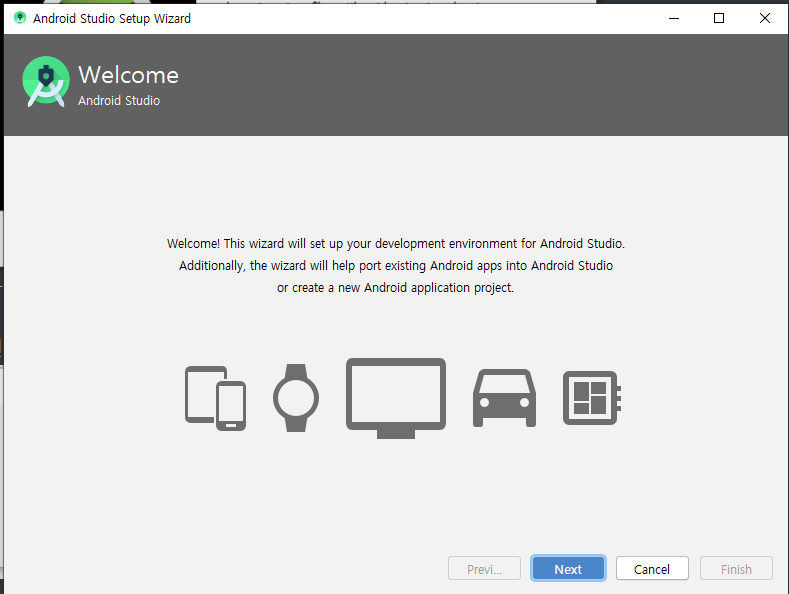 Android Studio Setup Wizard
Welcome
Android Studio
Welcome! This wizard will set up your development environment for Android Studio.
Additionally, the wizard will help port existing Android apps into Android Studio
or create a new Android application project.
Previ...
Next
Cancel
Finish